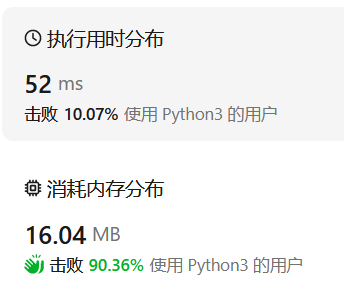 执行用时分布
52 ms
击败 10.07% 使用 Python3 的用户
消耗内存分布
16.04 MB
击败 90.36% 使用 Python3 的用户